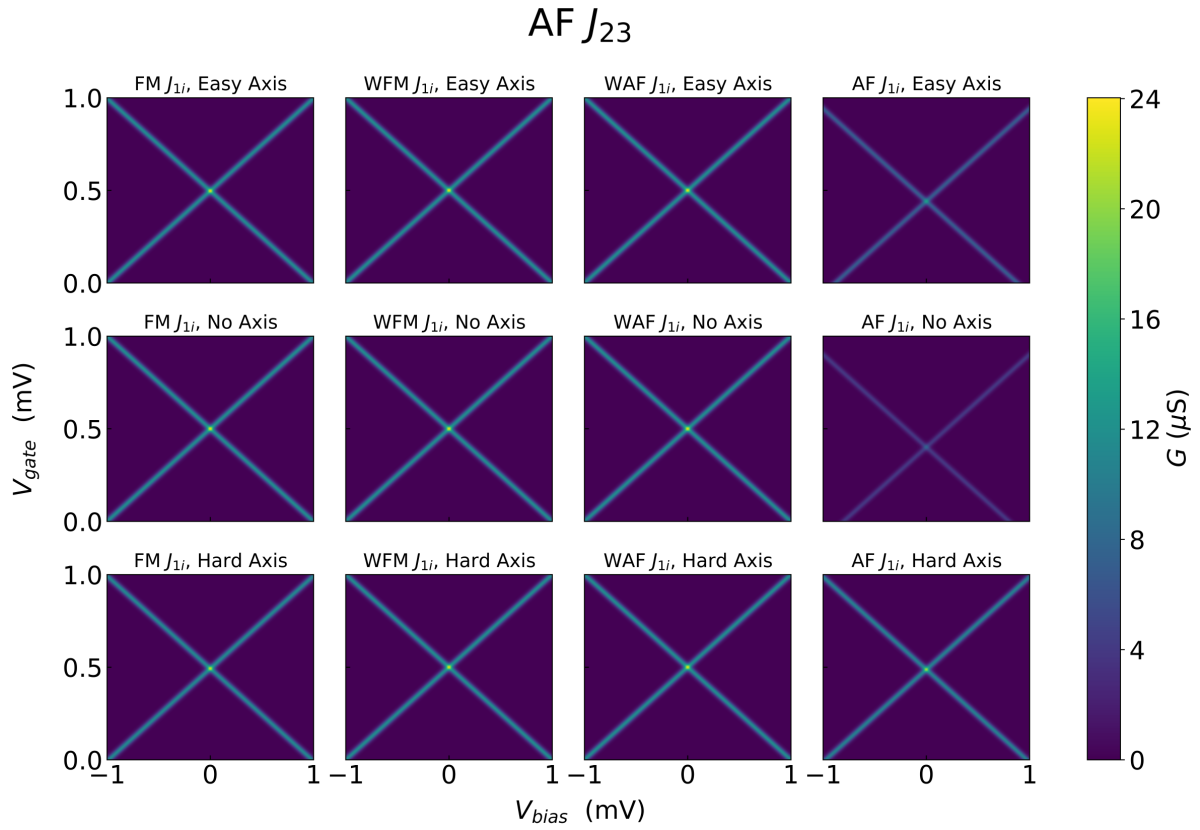 AF J23
FM J1i, Easy Axis
WFM J1i, Easy Axis
WAF J1i, Easy Axis
AF J1i, Easy Axis
1.0
0.5
0.0
FM J1i, No Axis
WFM J1i, No Axis
WAF J1i, No Axis
AF J1i, No Axis
1.0
0.5
0.0
FM J1i, Hard Axis
WFM J1i, Hard Axis
WAF J1i, Hard Axis
AF J1i, Hard Axis
1.0
0.5
0.0
−1 0 1 −1 0 1 −1 0 1 −1 0 1
Vgate (mV)
Vbias (mV)
24
20
16
12
8
4
0
G (μS)